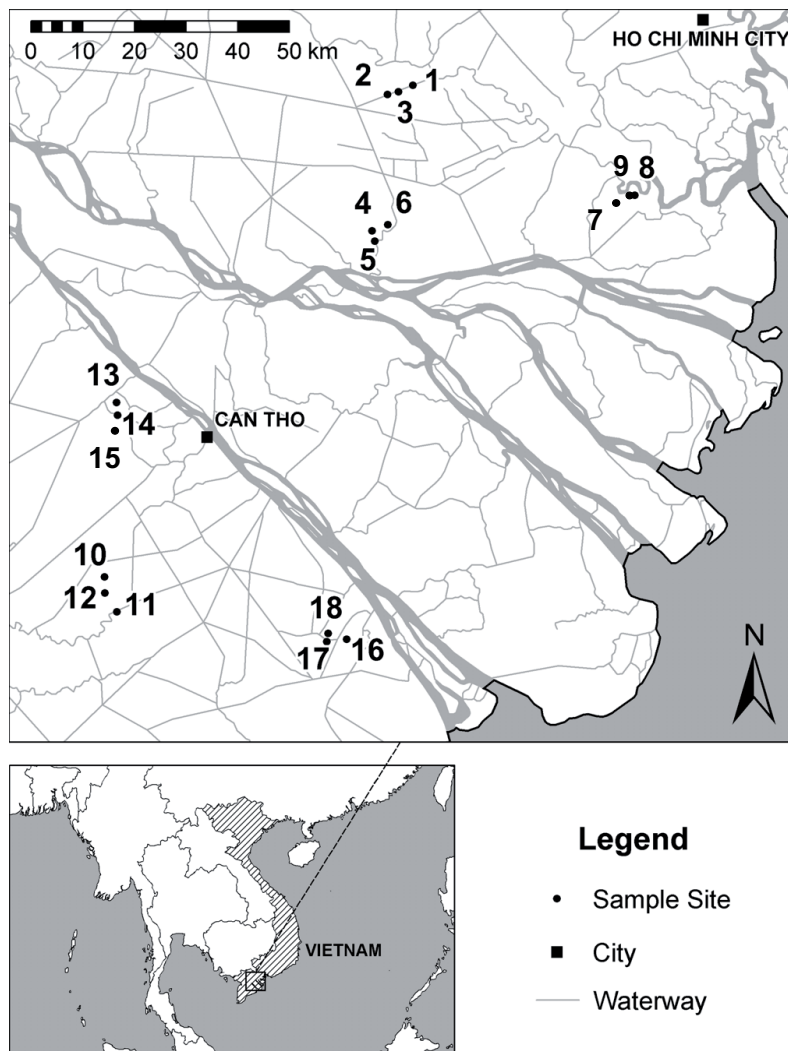 HO CHI MINH CITY
0 10 20 30 40 50 km
2 1
3
9 8
7
4 6
5
13
14
15
CAN THO
10
12 11
18
17 16
N
VIETNAM
Legend
Sample Site
City
Waterway